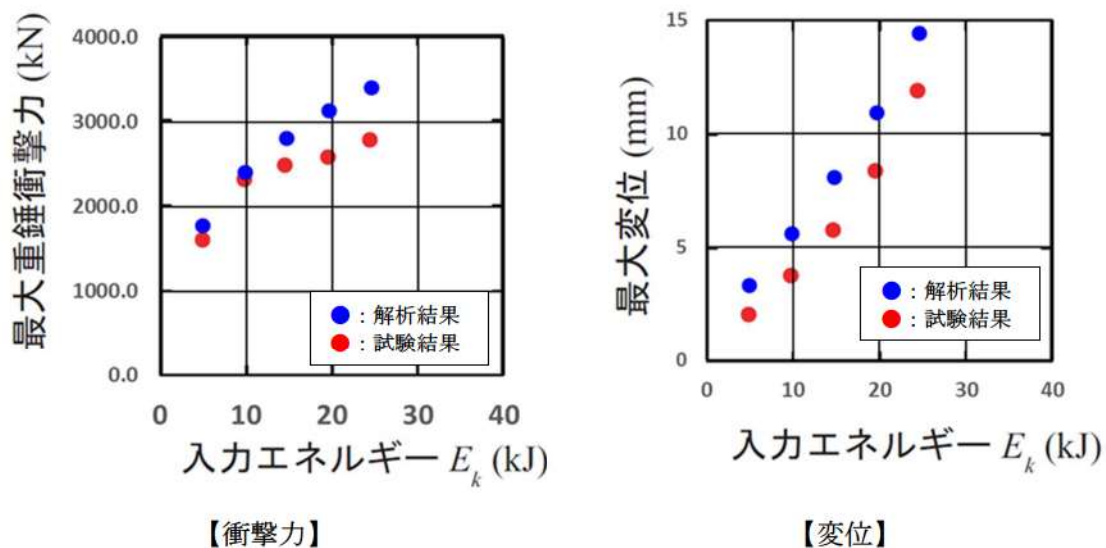 最大重錘衝撃力 (kN)
4000.0
3000.0
2000.0
1000.0
0.0
0 10 20 30 40
●：解析結果
●：試験結果
入力エネルギー E_k (kJ)
【衝撃力】
最大変位 (mm)
15
10
5
0
0 10 20 30 40
●：解析結果
●：試験結果
入力エネルギー E_k (kJ)
【変位】